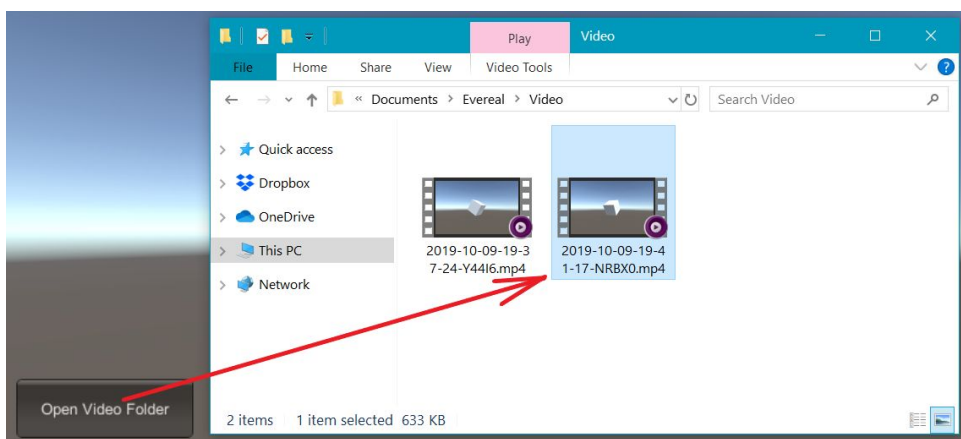 Play
Video
File
Home
Share
View
Video Tools
« Documents > Evereal > Video
Search Video
Quick access
Dropbox
OneDrive
This PC
Network
2019-10-09-19-3
7-24-Y44I6.mp4
2019-10-09-19-4
1-17-NRBX0.mp4
Open Video Folder
2 items
1 item selected 633 KB